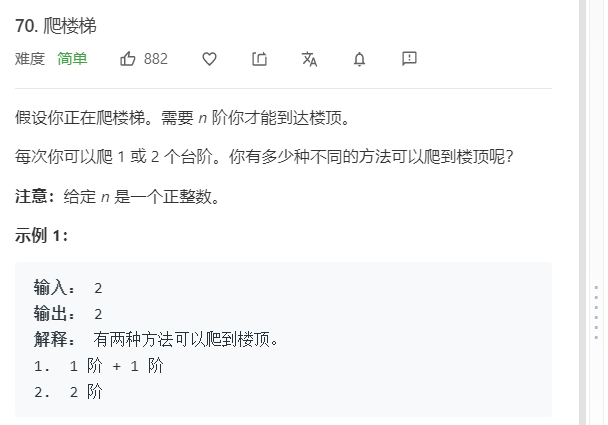 70. 爬楼梯
难度 简单 882
假设你正在爬楼梯。需要 n 阶你才能到达楼顶。
每次你可以爬 1 或 2 个台阶。你有多少种不同的方法可以爬到楼顶呢？
注意：给定 n 是一个正整数。
示例 1：
输入： 2
输出： 2
解释： 有两种方法可以爬到楼顶。
1. 1 阶 + 1 阶
2. 2 阶